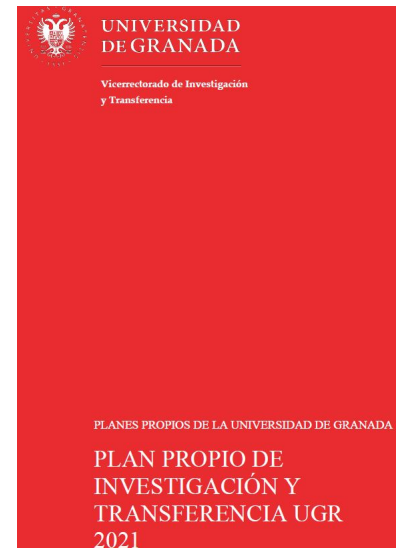 UNIVERSIDAD
DE GRANADA
Vicerrectorado de Investigación
y Transferencia
PLANES PROPIOS DE LA UNIVERSIDAD DE GRANADA
PLAN PROPIO DE
INVESTIGACIÓN Y
TRANSFERENCIA UGR
2021